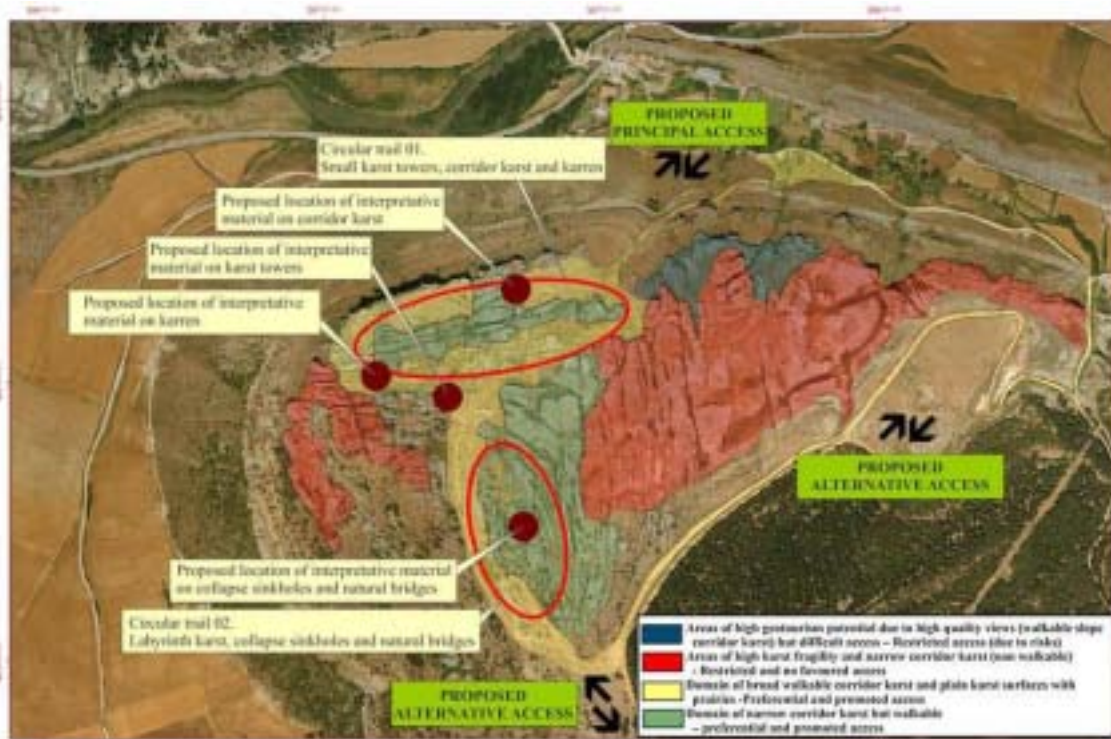 PROPOSED
PRINCIPAL ACCESS
Circular trail 01.
Small karst towers, corridor karst and karren
Proposed location of interpretative
material on corridor karst
Proposed location of interpretative
material on karst towers
Proposed location of interpretative
material on karren
PROPOSED
ALTERNATIVE ACCESS
Proposed location of interpretative material
on collapse sinkholes and natural bridges
Circular trail 02.
Labyrinth karst, collapse sinkholes and natural bridges
PROPOSED
ALTERNATIVE ACCESS
Areas of high geotourism potential due to high quality views (walkable slope
corridor karst) but difficult access – Restricted access (due to risks)
Areas of high karst fragility and narrow corridor karst (non walkable)
- Restricted and no favoured access
Domain of broad walkable corridor karst and plain karst surfaces with
prairies -Preferential and promoted access
Domain of narrow corridor karst but walkable
– preferential and promoted access